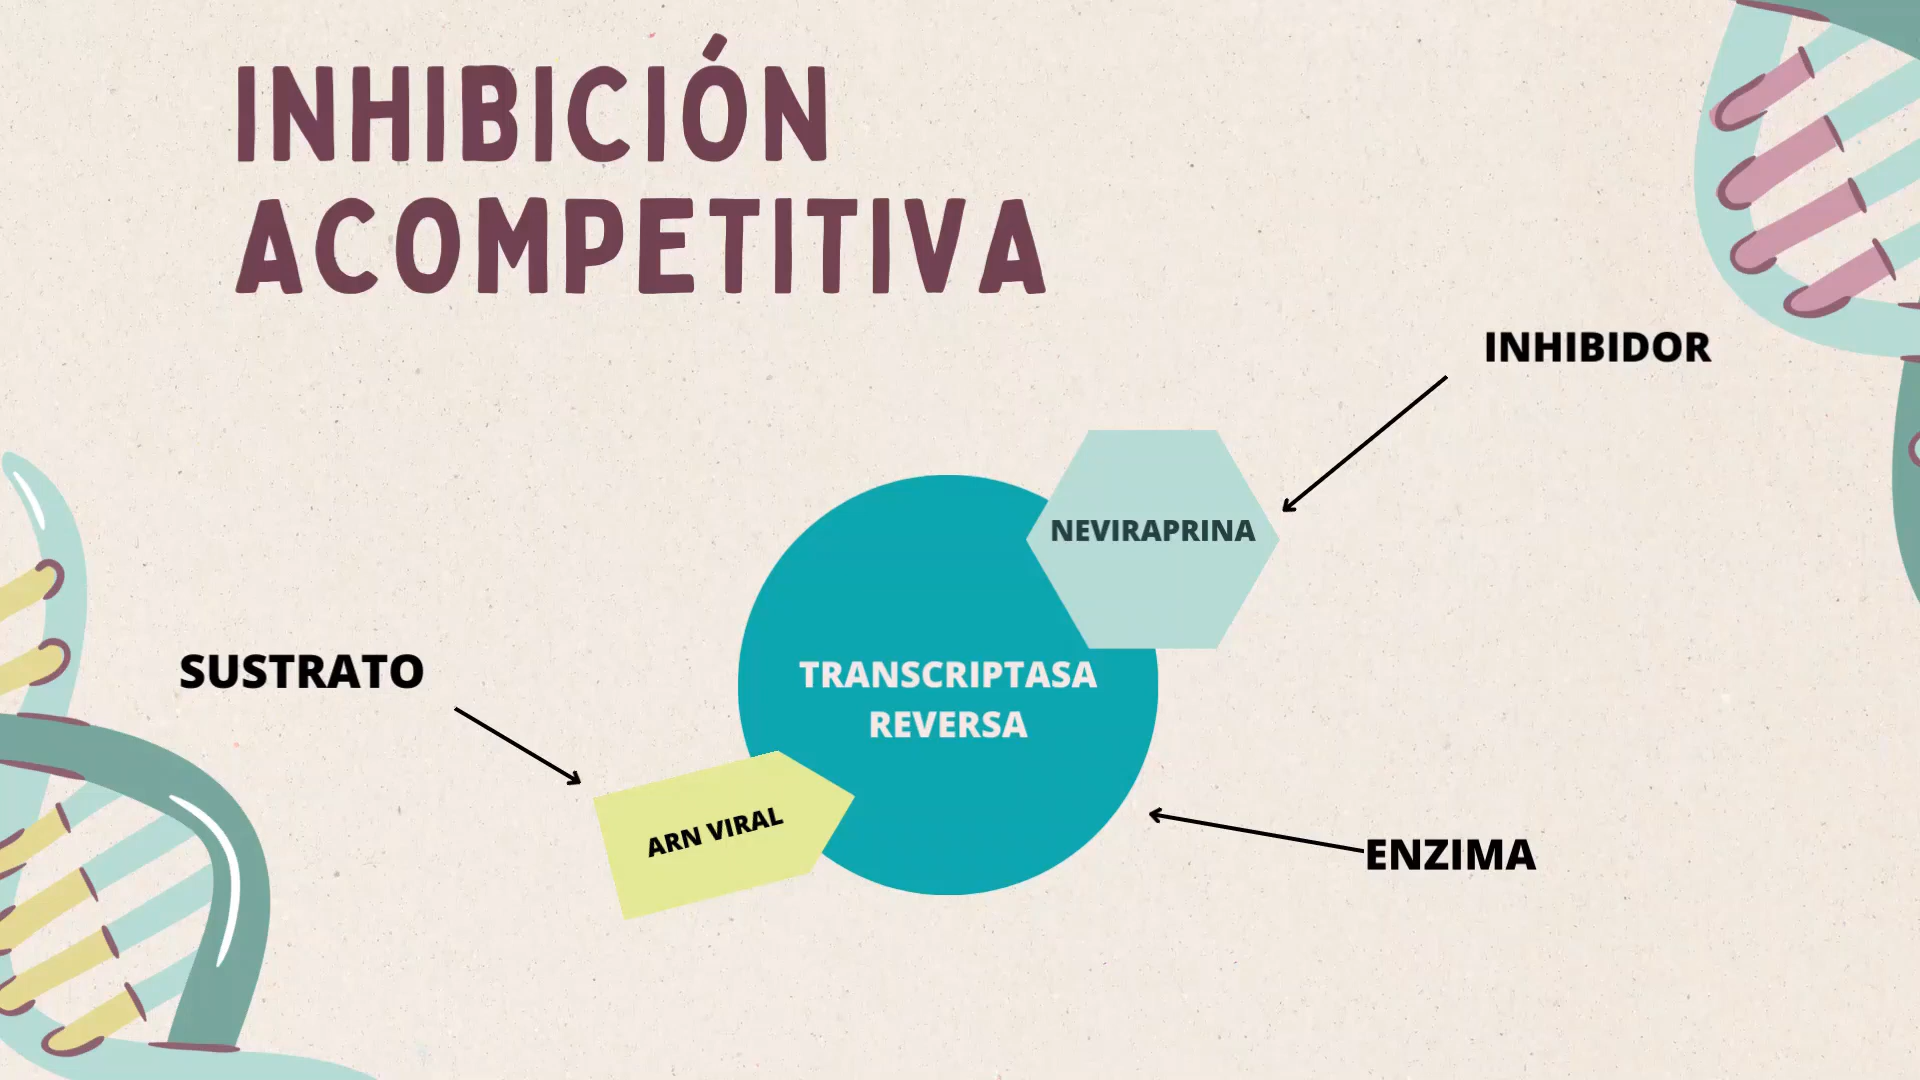 INHIBICIÓN
ACOMPETITIVA
INHIBIDOR
NEVIRAPRINA
SUSTRATO
TRANSCRIPTASA
REVERSA
ARN VIRAL
ENZIMA